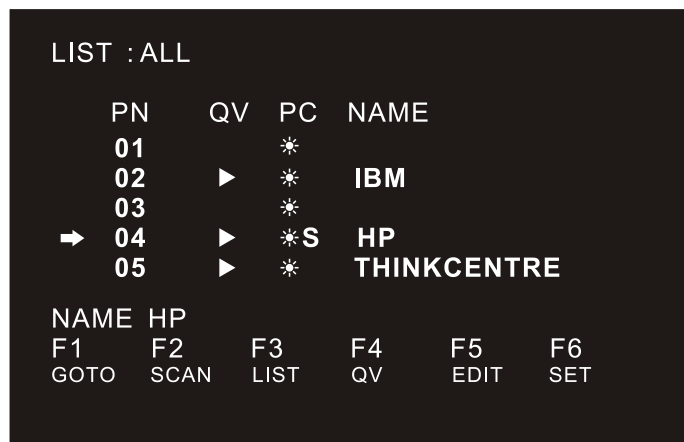 LIST : ALL
PN QV PC NAME
01 ☀
02 ▶ ☀ IBM
03 ☀
➡ 04 ▶ ☀S HP
05 ▶ ☀ THINKCENTRE
NAME HP
F1 F2 F3 F4 F5 F6
GOTO SCAN LIST QV EDIT SET